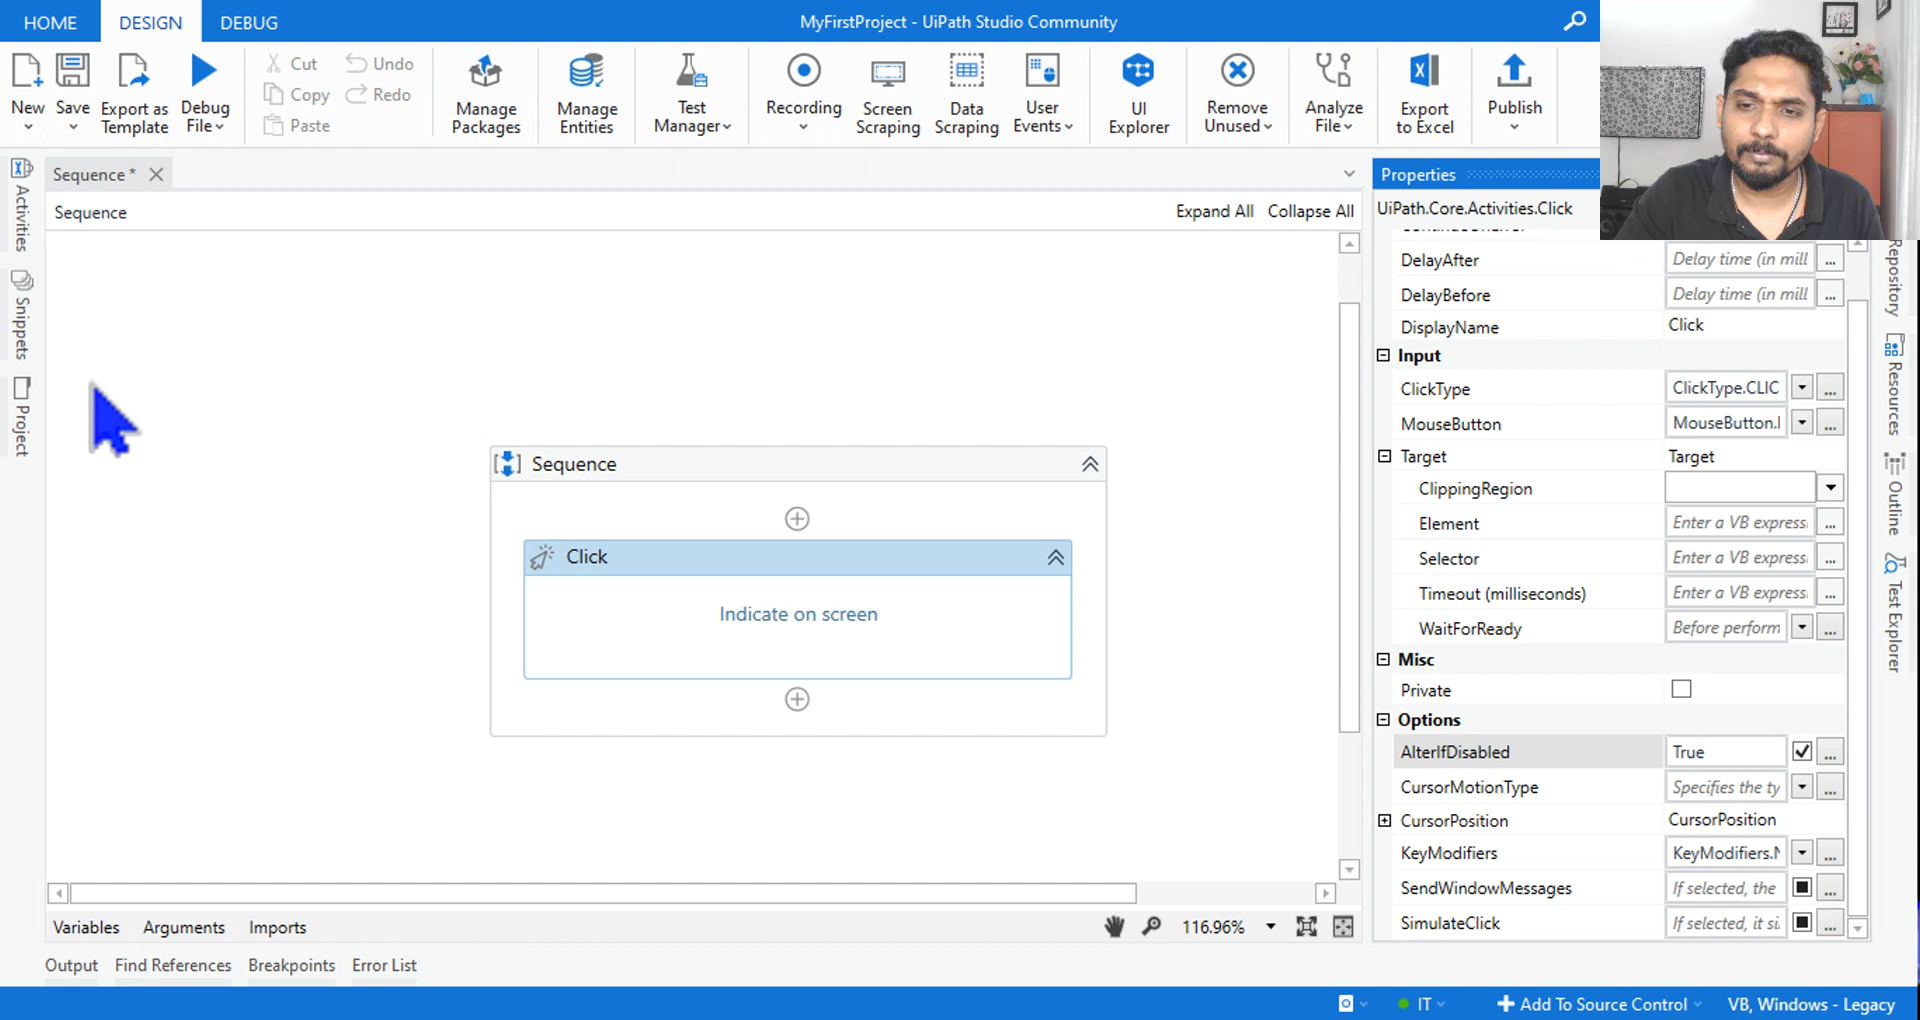 HOME DESIGN DEBUG
MyFirstProject - UiPath Studio Community
New
Save
Export as
Template
Debug
File
Cut
Copy
Paste
Undo
Redo
Manage
Packages
Manage
Entities
Test
Manager
Recording
Screen
Scraping
Data
Scraping
User
Events
UI
Explorer
Remove
Unused
Analyze
File
Export
to Excel
Publish
Activities
Snippets
Project
Sequence *
Sequence
Expand All Collapse All
Sequence
Click
Indicate on screen
Properties
UiPath.Core.Activities.Click
DelayAfter Delay time (in mill ...
DelayBefore Delay time (in mill ...
DisplayName Click
Input
ClickType ClickType.CLIC ...
MouseButton MouseButton.l ...
Target Target
ClippingRegion
Element Enter a VB express ...
Selector Enter a VB express ...
Timeout (milliseconds) Enter a VB express ...
WaitForReady Before perform ...
Misc
Private
Options
AlterIfDisabled True ...
CursorMotionType Specifies the ty ...
CursorPosition CursorPosition
KeyModifiers KeyModifiers.N ...
SendWindowMessages If selected, the ...
SimulateClick If selected, it si ...
Repository
Resources
Outline
Test Explorer
Variables Arguments Imports
116.96%
Output Find References Breakpoints Error List
IT
Add To Source Control
VB, Windows - Legacy